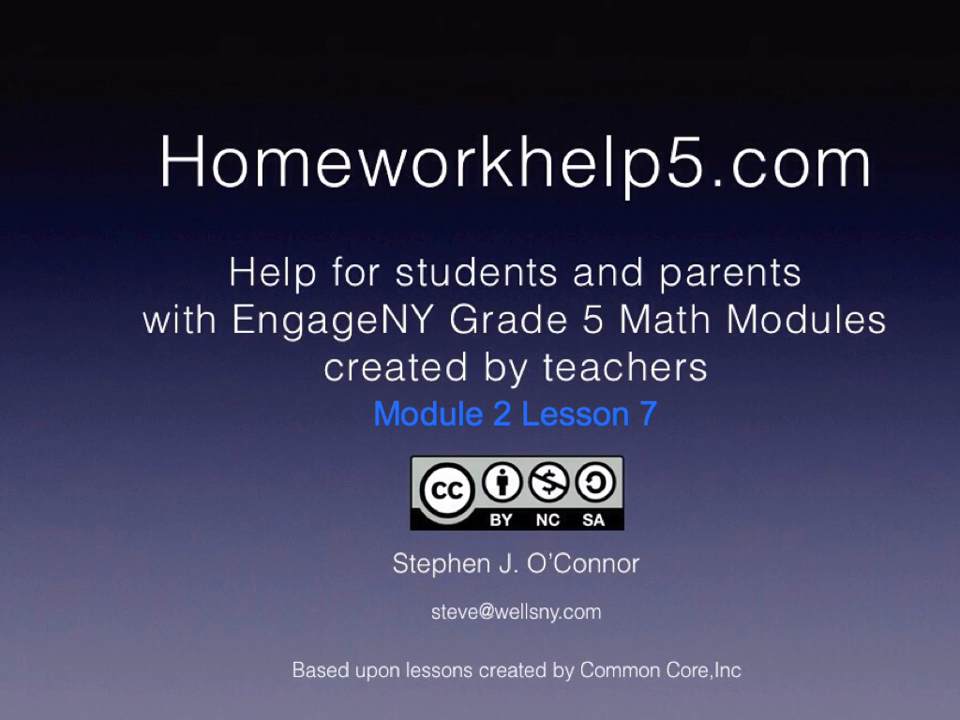 Homeworkhelp5.com
Help for students and parents
with EngageNY Grade 5 Math Modules
created by teachers
Module 2 Lesson 7
cc
BY NC SA
Stephen J. O'Connor
steve@wellsny.com
Based upon lessons created by Common Core,Inc